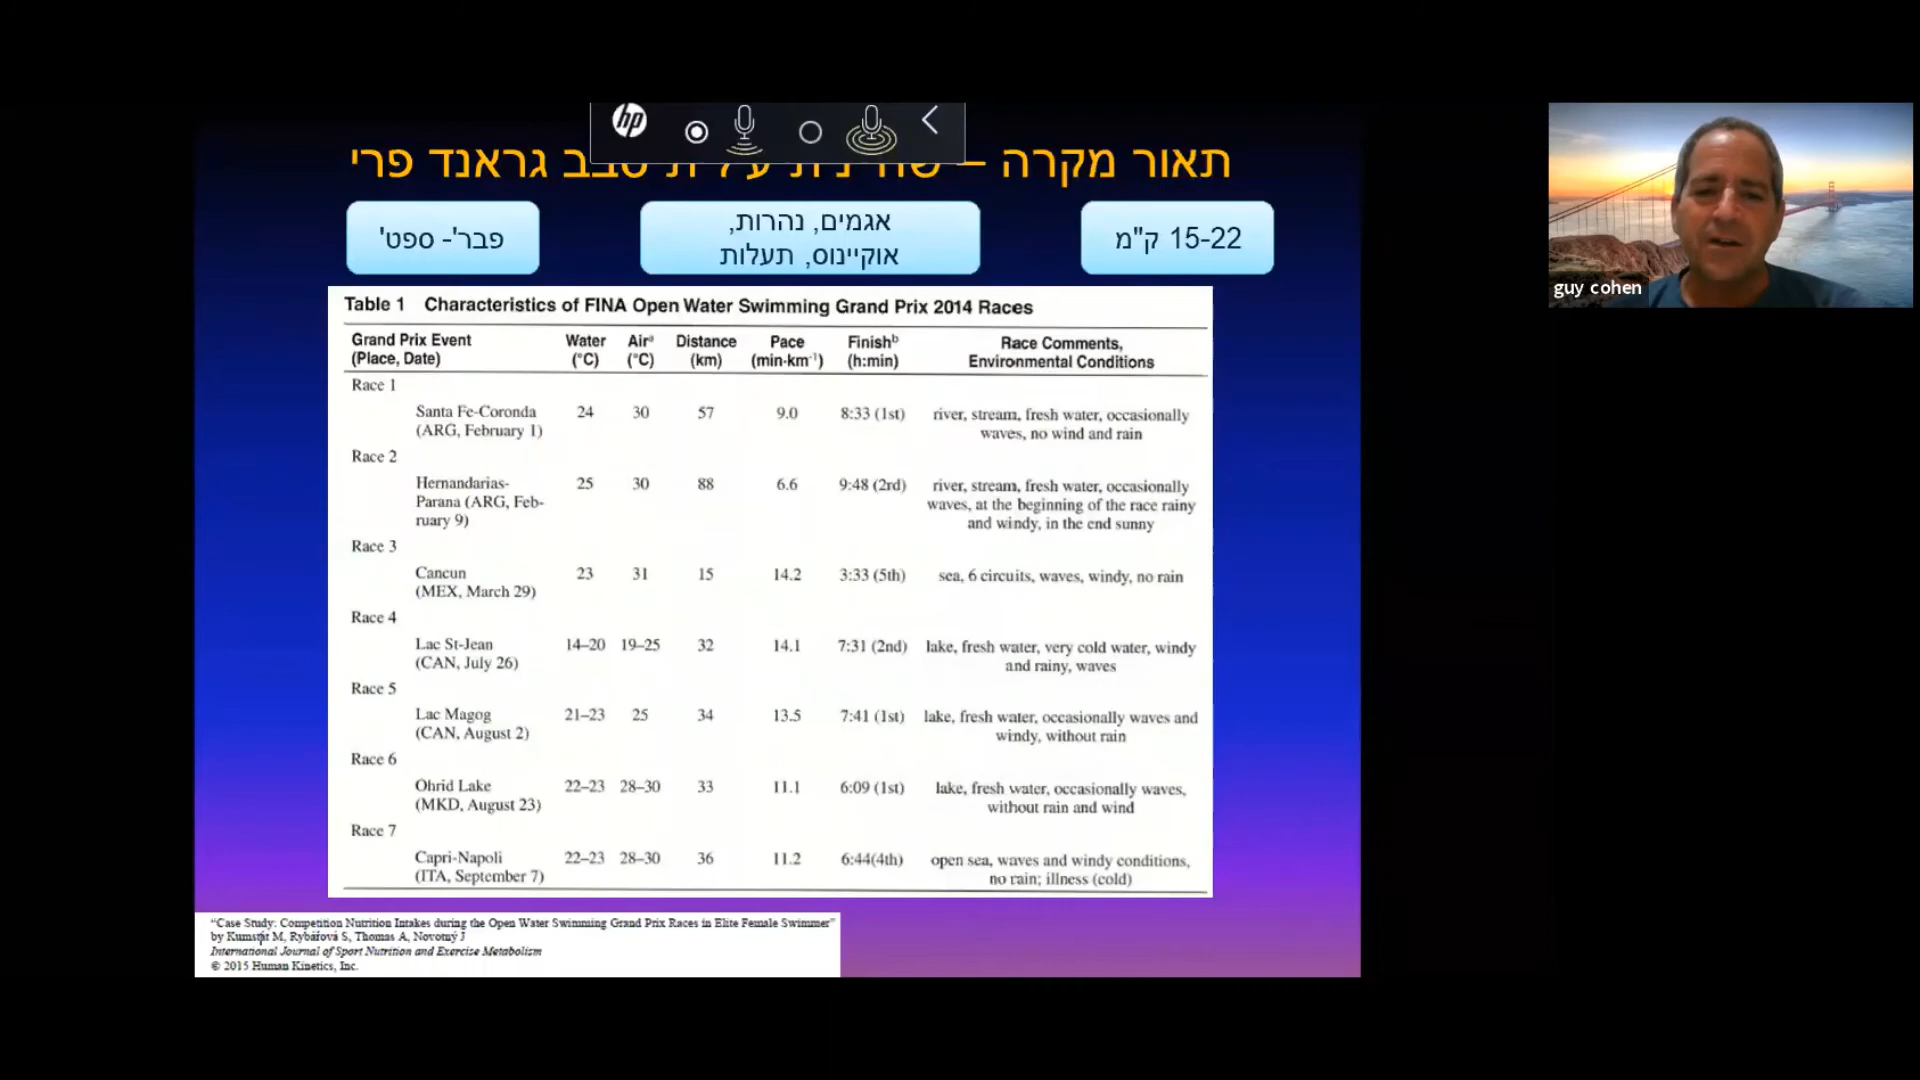 hp
תאור מקרה – שחיינית עילית סבב גראנד פרי
15-22 ק"מ
אגמים, נהרות,
אוקיינוס, תעלות
פבר'- ספט'
guy cohen
Table 1 Characteristics of FINA Open Water Swimming Grand Prix 2014 Races
Grand Prix Event Water Airᵃ Distance Pace Finishᵇ Race Comments,
(Place, Date) (°C) (°C) (km) (min·km⁻¹) (h:min) Environmental Conditions
Race 1
Santa Fe-Coronda 24 30 57 9.0 8:33 (1st) river, stream, fresh water, occasionally
(ARG, February 1) waves, no wind and rain
Race 2
Hernandarias- 25 30 88 6.6 9:48 (2rd) river, stream, fresh water, occasionally
Parana (ARG, Feb- waves, at the beginning of the race rainy
ruary 9) and windy, in the end sunny
Race 3
Cancun 23 31 15 14.2 3:33 (5th) sea, 6 circuits, waves, windy, no rain
(MEX, March 29)
Race 4
Lac St-Jean 14–20 19–25 32 14.1 7:31 (2nd) lake, fresh water, very cold water, windy
(CAN, July 26) and rainy, waves
Race 5
Lac Magog 21–23 25 34 13.5 7:41 (1st) lake, fresh water, occasionally waves and
(CAN, August 2) windy, without rain
Race 6
Ohrid Lake 22–23 28–30 33 11.1 6:09 (1st) lake, fresh water, occasionally waves,
(MKD, August 23) without rain and wind
Race 7
Capri-Napoli 22–23 28–30 36 11.2 6:44(4th) open sea, waves and windy conditions,
(ITA, September 7) no rain; illness (cold)
"Case Study: Competition Nutrition Intakes during the Open Water Swimming Grand Prix Races in Elite Female Swimmer"
by Kumstát M, Rybářová S, Thomas A, Novotný J
International Journal of Sport Nutrition and Exercise Metabolism
© 2015 Human Kinetics, Inc.